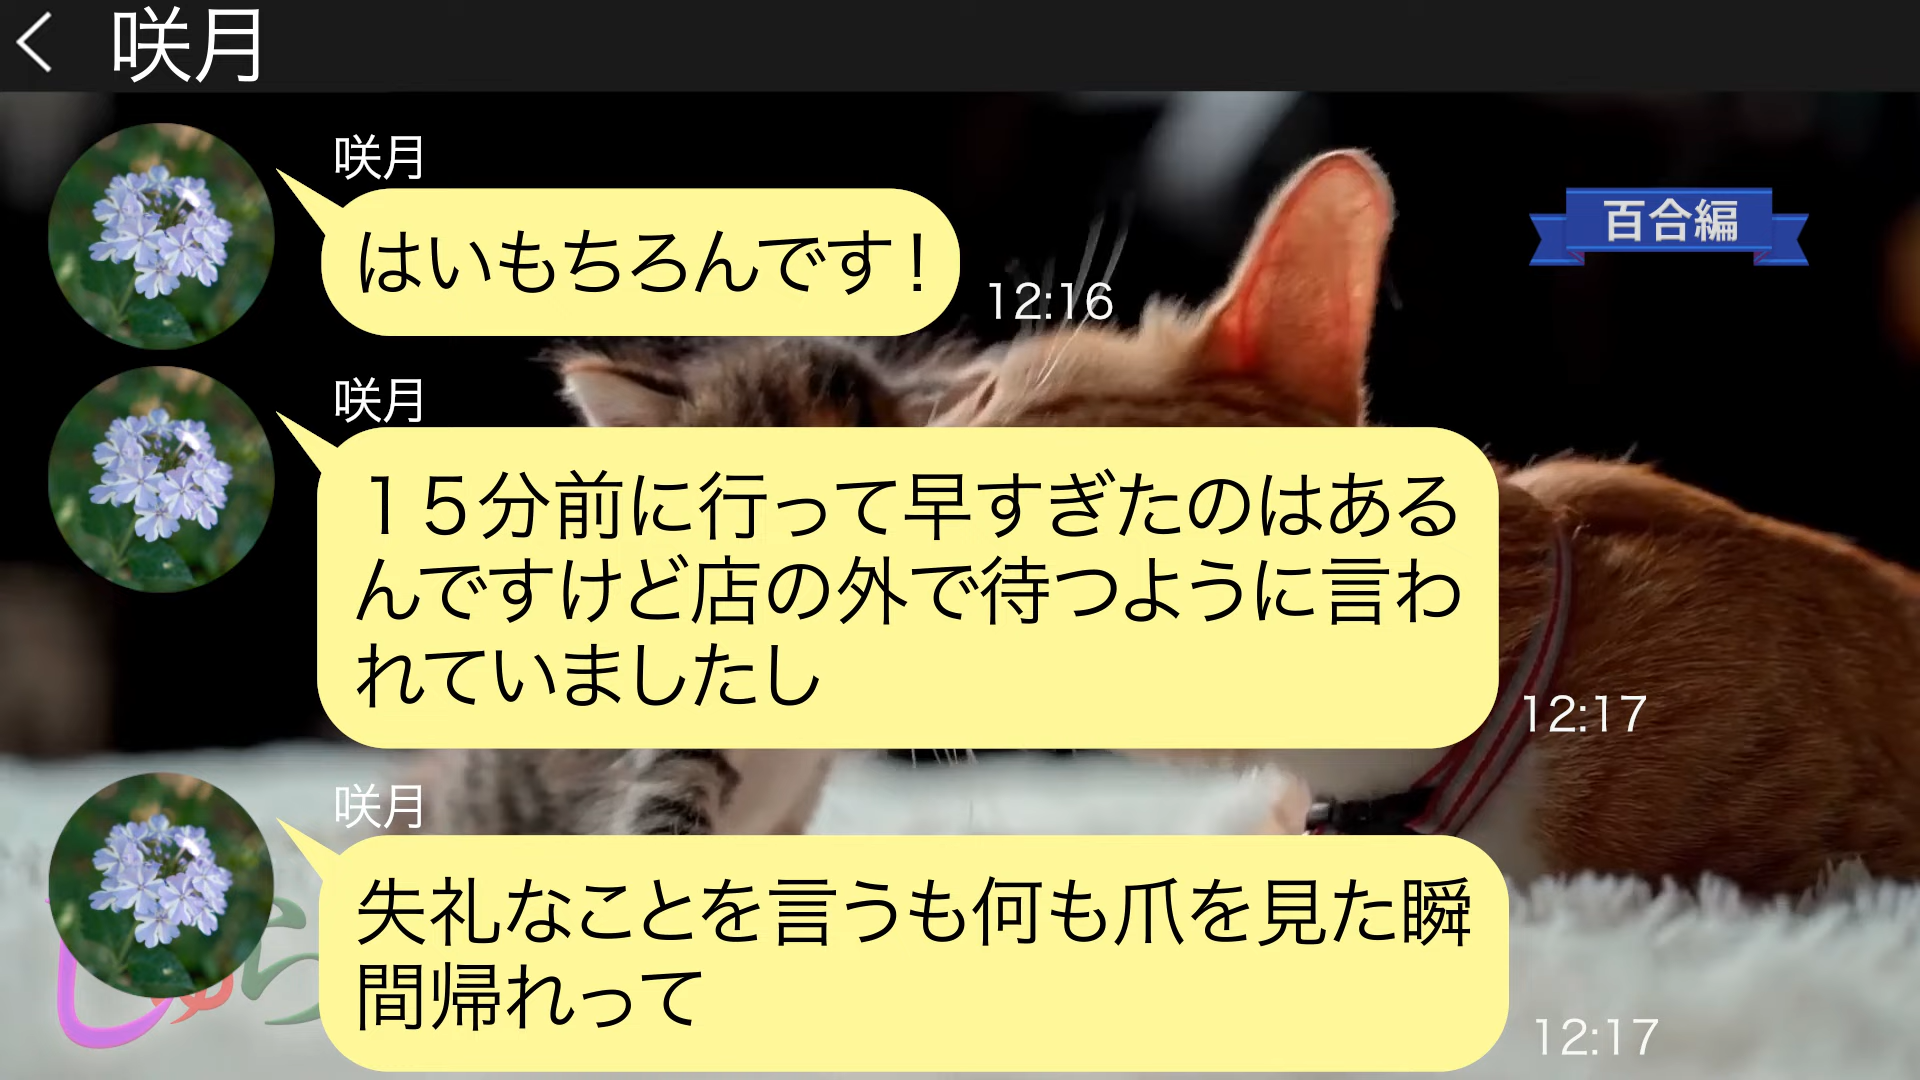 咲月
咲月
はいもちろんです！
12:16
百合編
咲月
１５分前に行って早すぎたのはある
んですけど店の外で待つように言わ
れていましたし
12:17
咲月
失礼なことを言うも何も爪を見た瞬
間帰れって
12:17